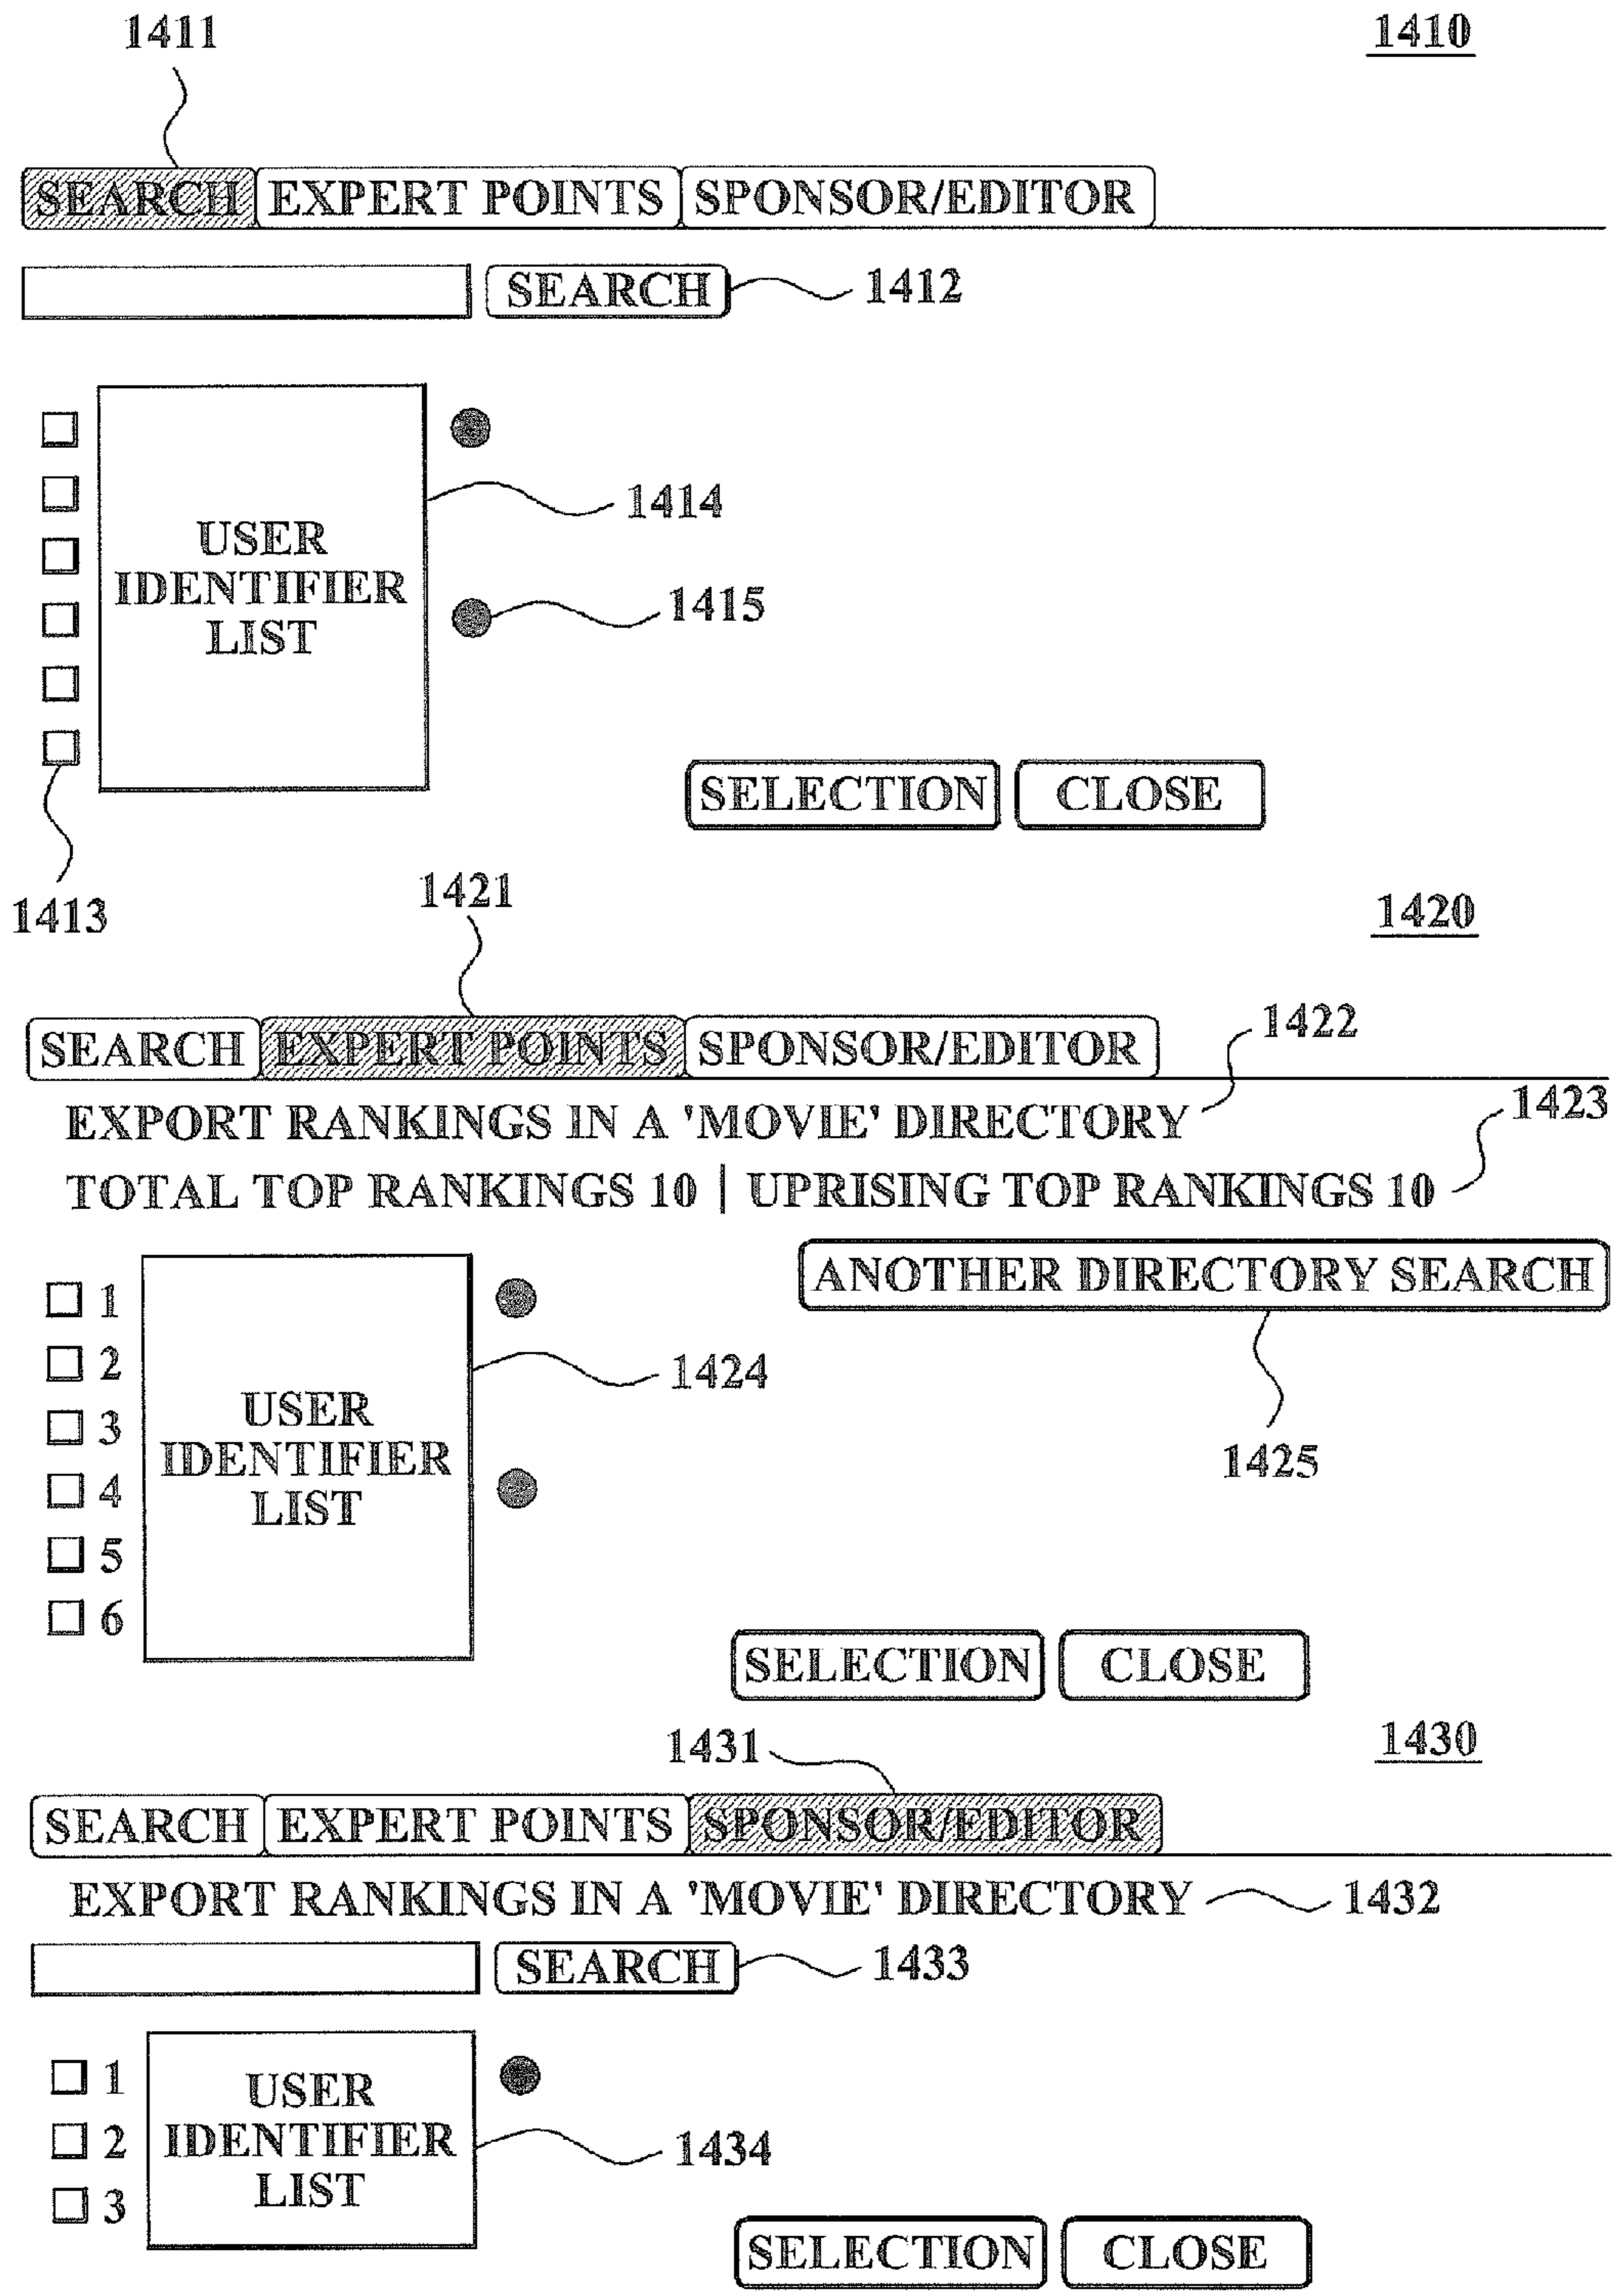 1411
1410
SEARCH EXPERT POINTS SPONSOR/EDITOR
SEARCH 1412
1414
USER
IDENTIFIER
LIST
1415
SELECTION CLOSE
1413
1421
1420
1422
SEARCH EXPERT POINTS SPONSOR/EDITOR
1423
EXPORT RANKINGS IN A 'MOVIE' DIRECTORY
TOTAL TOP RANKINGS 10 | UPRISING TOP RANKINGS 10
ANOTHER DIRECTORY SEARCH
1
2
3
4
5
6
USER
IDENTIFIER
LIST
1424
1425
SELECTION CLOSE
1430
1431
SEARCH EXPERT POINTS SPONSOR/EDITOR
EXPORT RANKINGS IN A 'MOVIE' DIRECTORY 1432
SEARCH 1433
1
2
3
USER
IDENTIFIER
LIST
1434
SELECTION CLOSE